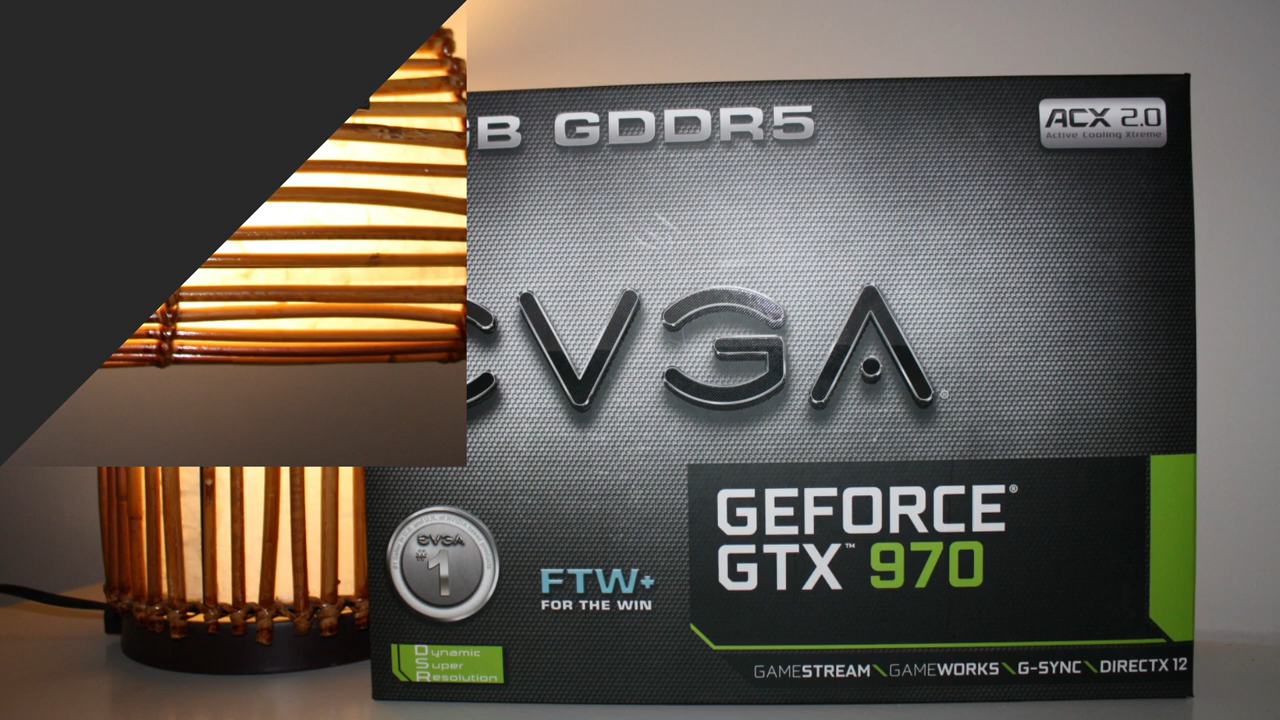 GDDR5
ACX 2.0
Active Cooling Xtreme
EVGA
®
GEFORCE®
GTX™ 970
EVGA
#1
FTW+
FOR THE WIN
Dynamic
Super
Resolution
GAMESTREAM \ GAMEWORKS \ G-SYNC \ DIRECTX 12